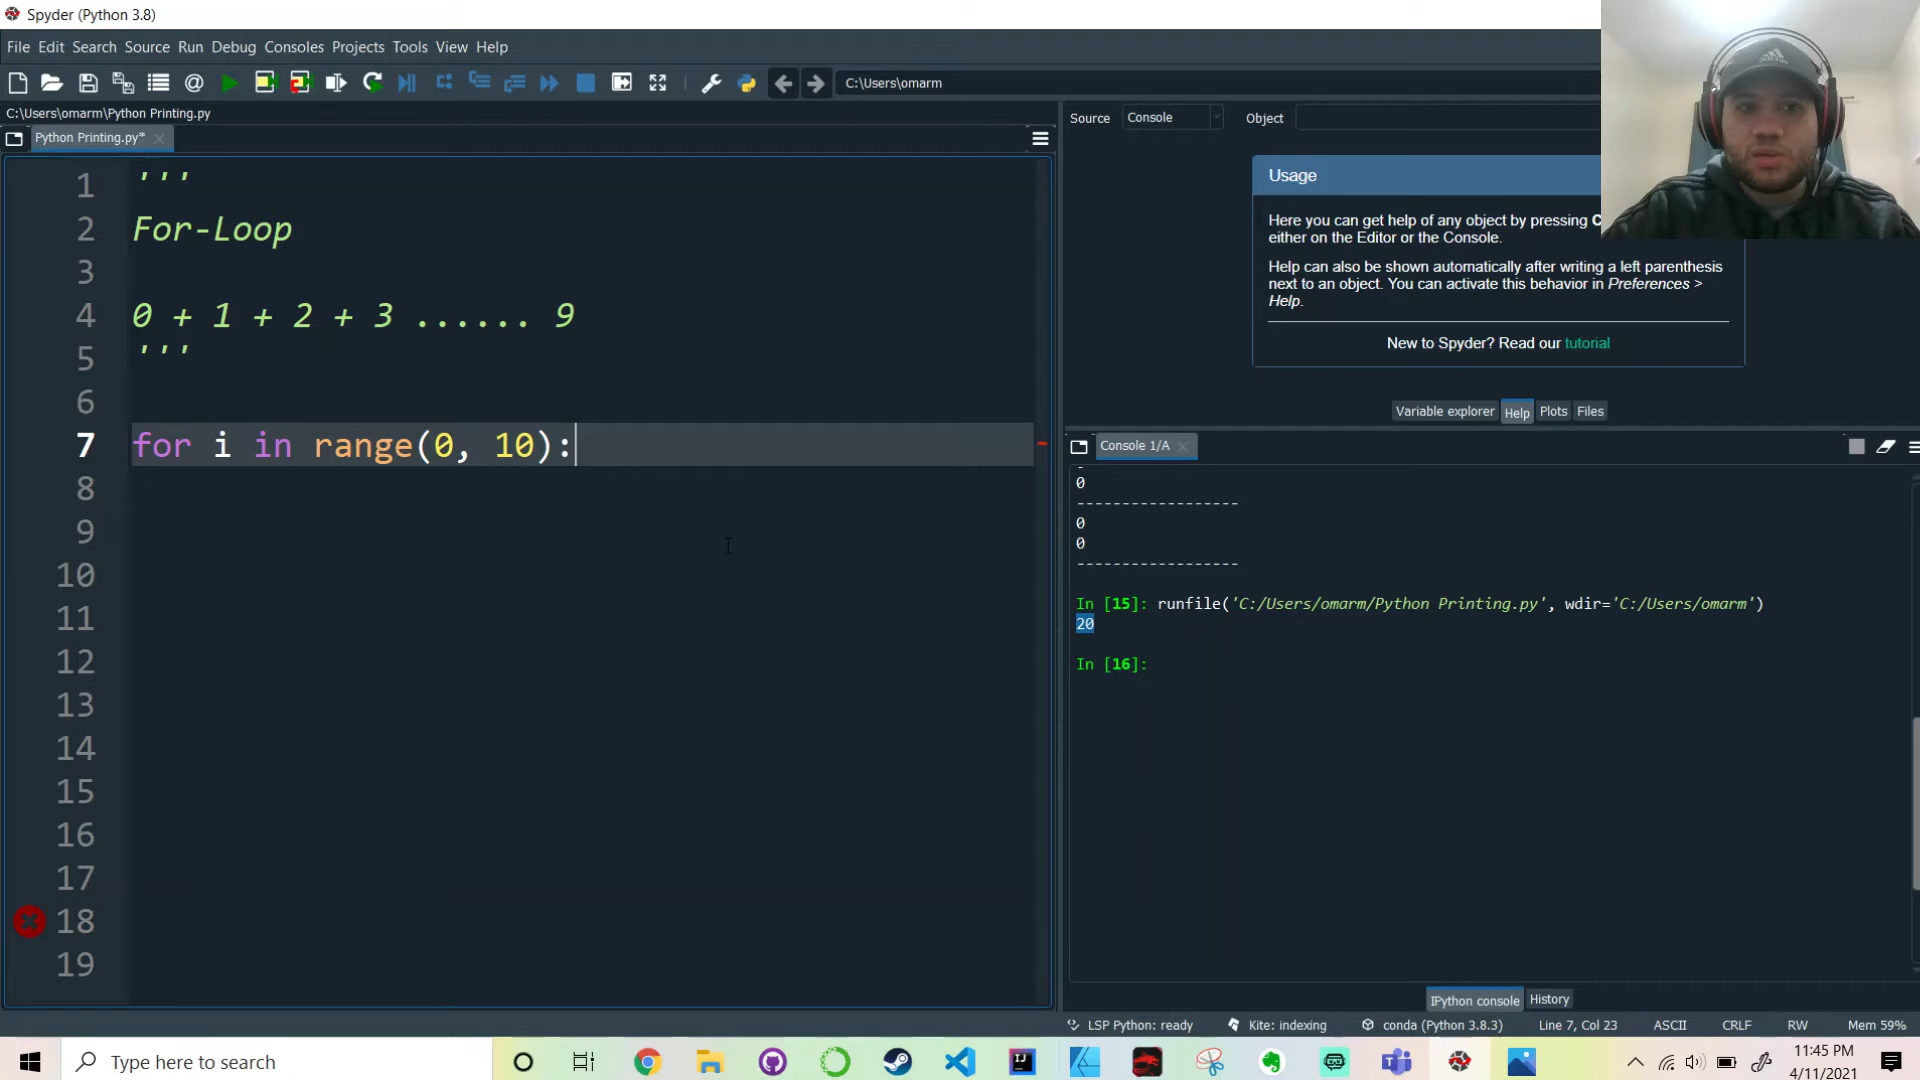 Spyder (Python 3.8)
File Edit Search Source Run Debug Consoles Projects Tools View Help
C:\Users\omarm
C:\Users\omarm\Python Printing.py
Python Printing.py*
1 '''
2 For-Loop
3
4 0 + 1 + 2 + 3 ...... 9
5 '''
6
7 for i in range(0, 10):
8
9
10
11
12
13
14
15
16
17
18
19
Source Console Object
Usage
Here you can get help of any object by pressing C
either on the Editor or the Console.
Help can also be shown automatically after writing a left parenthesis
next to an object. You can activate this behavior in Preferences >
Help.
New to Spyder? Read our tutorial
Variable explorer Help Plots Files
Console 1/A
0
------------------
0
0
------------------
In [15]: runfile('C:/Users/omarm/Python Printing.py', wdir='C:/Users/omarm')
20
In [16]:
IPython console History
LSP Python: ready Kite: indexing conda (Python 3.8.3) Line 7, Col 23 ASCII CRLF RW Mem 59%
Type here to search
11:45 PM
4/11/2021